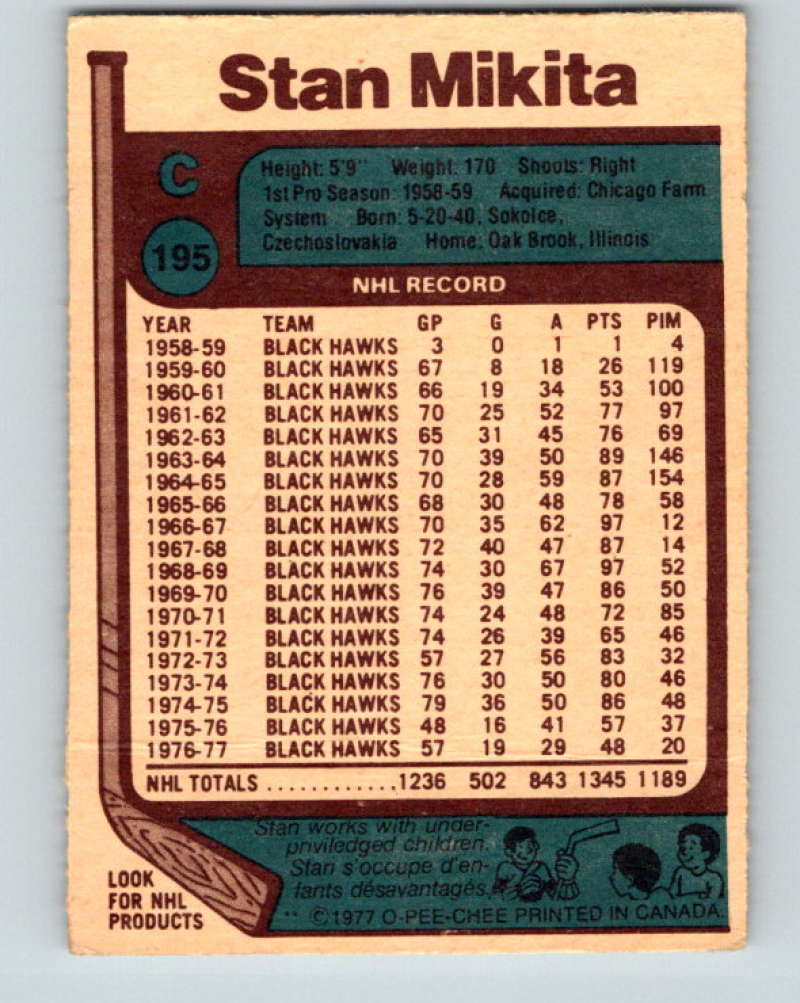 Stan Mikita
C
Height: 5'9" Weight: 170 Shoots: Right
1st Pro Season: 1958-59 Acquired: Chicago Farm
System Born: 5-20-40, Sokolce,
Czechoslovakia Home: Oak Brook, Illinois
195
NHL RECORD
YEAR TEAM GP G A PTS PIM
1958-59 BLACK HAWKS 3 0 1 1 4
1959-60 BLACK HAWKS 67 8 18 26 119
1960-61 BLACK HAWKS 66 19 34 53 100
1961-62 BLACK HAWKS 70 25 52 77 97
1962-63 BLACK HAWKS 65 31 45 76 69
1963-64 BLACK HAWKS 70 39 50 89 146
1964-65 BLACK HAWKS 70 28 59 87 154
1965-66 BLACK HAWKS 68 30 48 78 58
1966-67 BLACK HAWKS 70 35 62 97 12
1967-68 BLACK HAWKS 72 40 47 87 14
1968-69 BLACK HAWKS 74 30 67 97 52
1969-70 BLACK HAWKS 76 39 47 86 50
1970-71 BLACK HAWKS 74 24 48 72 85
1971-72 BLACK HAWKS 74 26 39 65 46
1972-73 BLACK HAWKS 57 27 56 83 32
1973-74 BLACK HAWKS 76 30 50 80 46
1974-75 BLACK HAWKS 79 36 50 86 48
1975-76 BLACK HAWKS 48 16 41 57 37
1976-77 BLACK HAWKS 57 19 29 48 20
NHL TOTALS ............ 1236 502 843 1345 1189
Stan works with under-
priviledged children.
Stan s'occupe d'en-
fants désavantagés.
LOOK
FOR NHL
PRODUCTS
** ©1977 O-PEE-CHEE PRINTED IN CANADA.